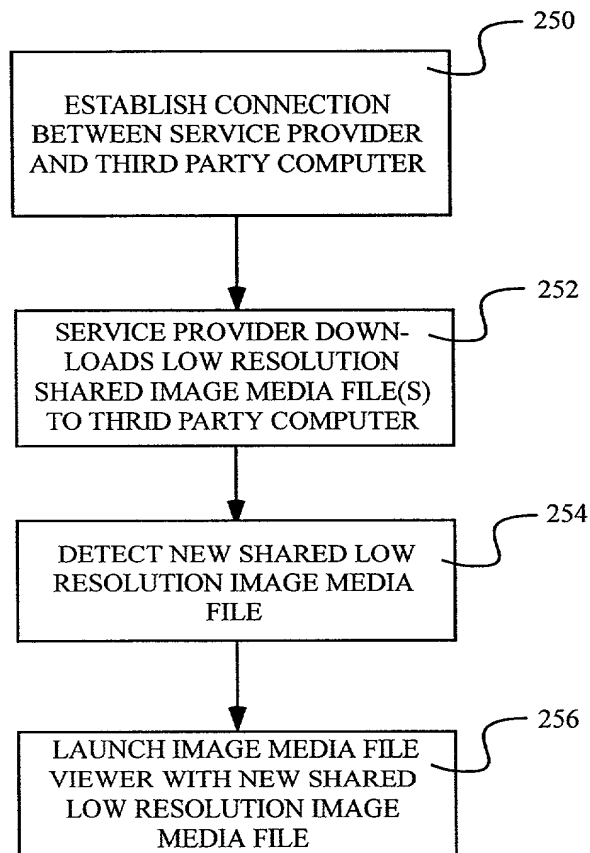 250
ESTABLISH CONNECTION
BETWEEN SERVICE PROVIDER
AND THIRD PARTY COMPUTER
252
SERVICE PROVIDER DOWN-
LOADS LOW RESOLUTION
SHARED IMAGE MEDIA FILE(S)
TO THRID PARTY COMPUTER
254
DETECT NEW SHARED LOW
RESOLUTION IMAGE MEDIA
FILE
256
LAUNCH IMAGE MEDIA FILE
VIEWER WITH NEW SHARED
LOW RESOLUTION IMAGE
MEDIA FILE